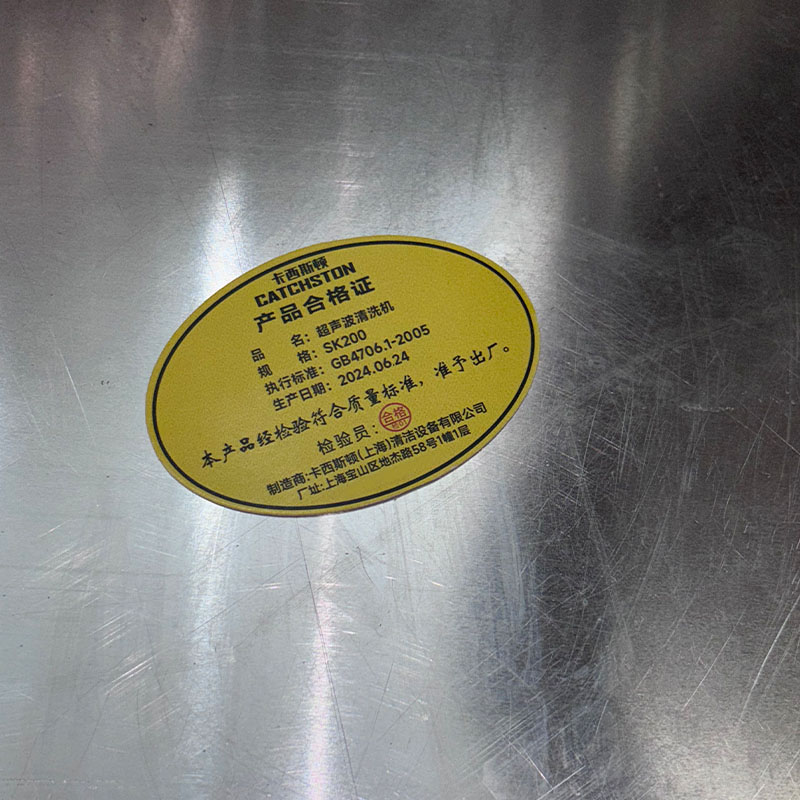 卡西斯顿
CATCHSTON
产品合格证
品 名：超声波清洗机
规 格：SK200
执行标准：GB4706.1-2005
生产日期：2024.06.24
本产品经检验符合质量标准，准予出厂。
检验员：合格
制造商:卡西斯顿(上海)清洁设备有限公司
厂址:上海宝山区地杰路58号1幢1层